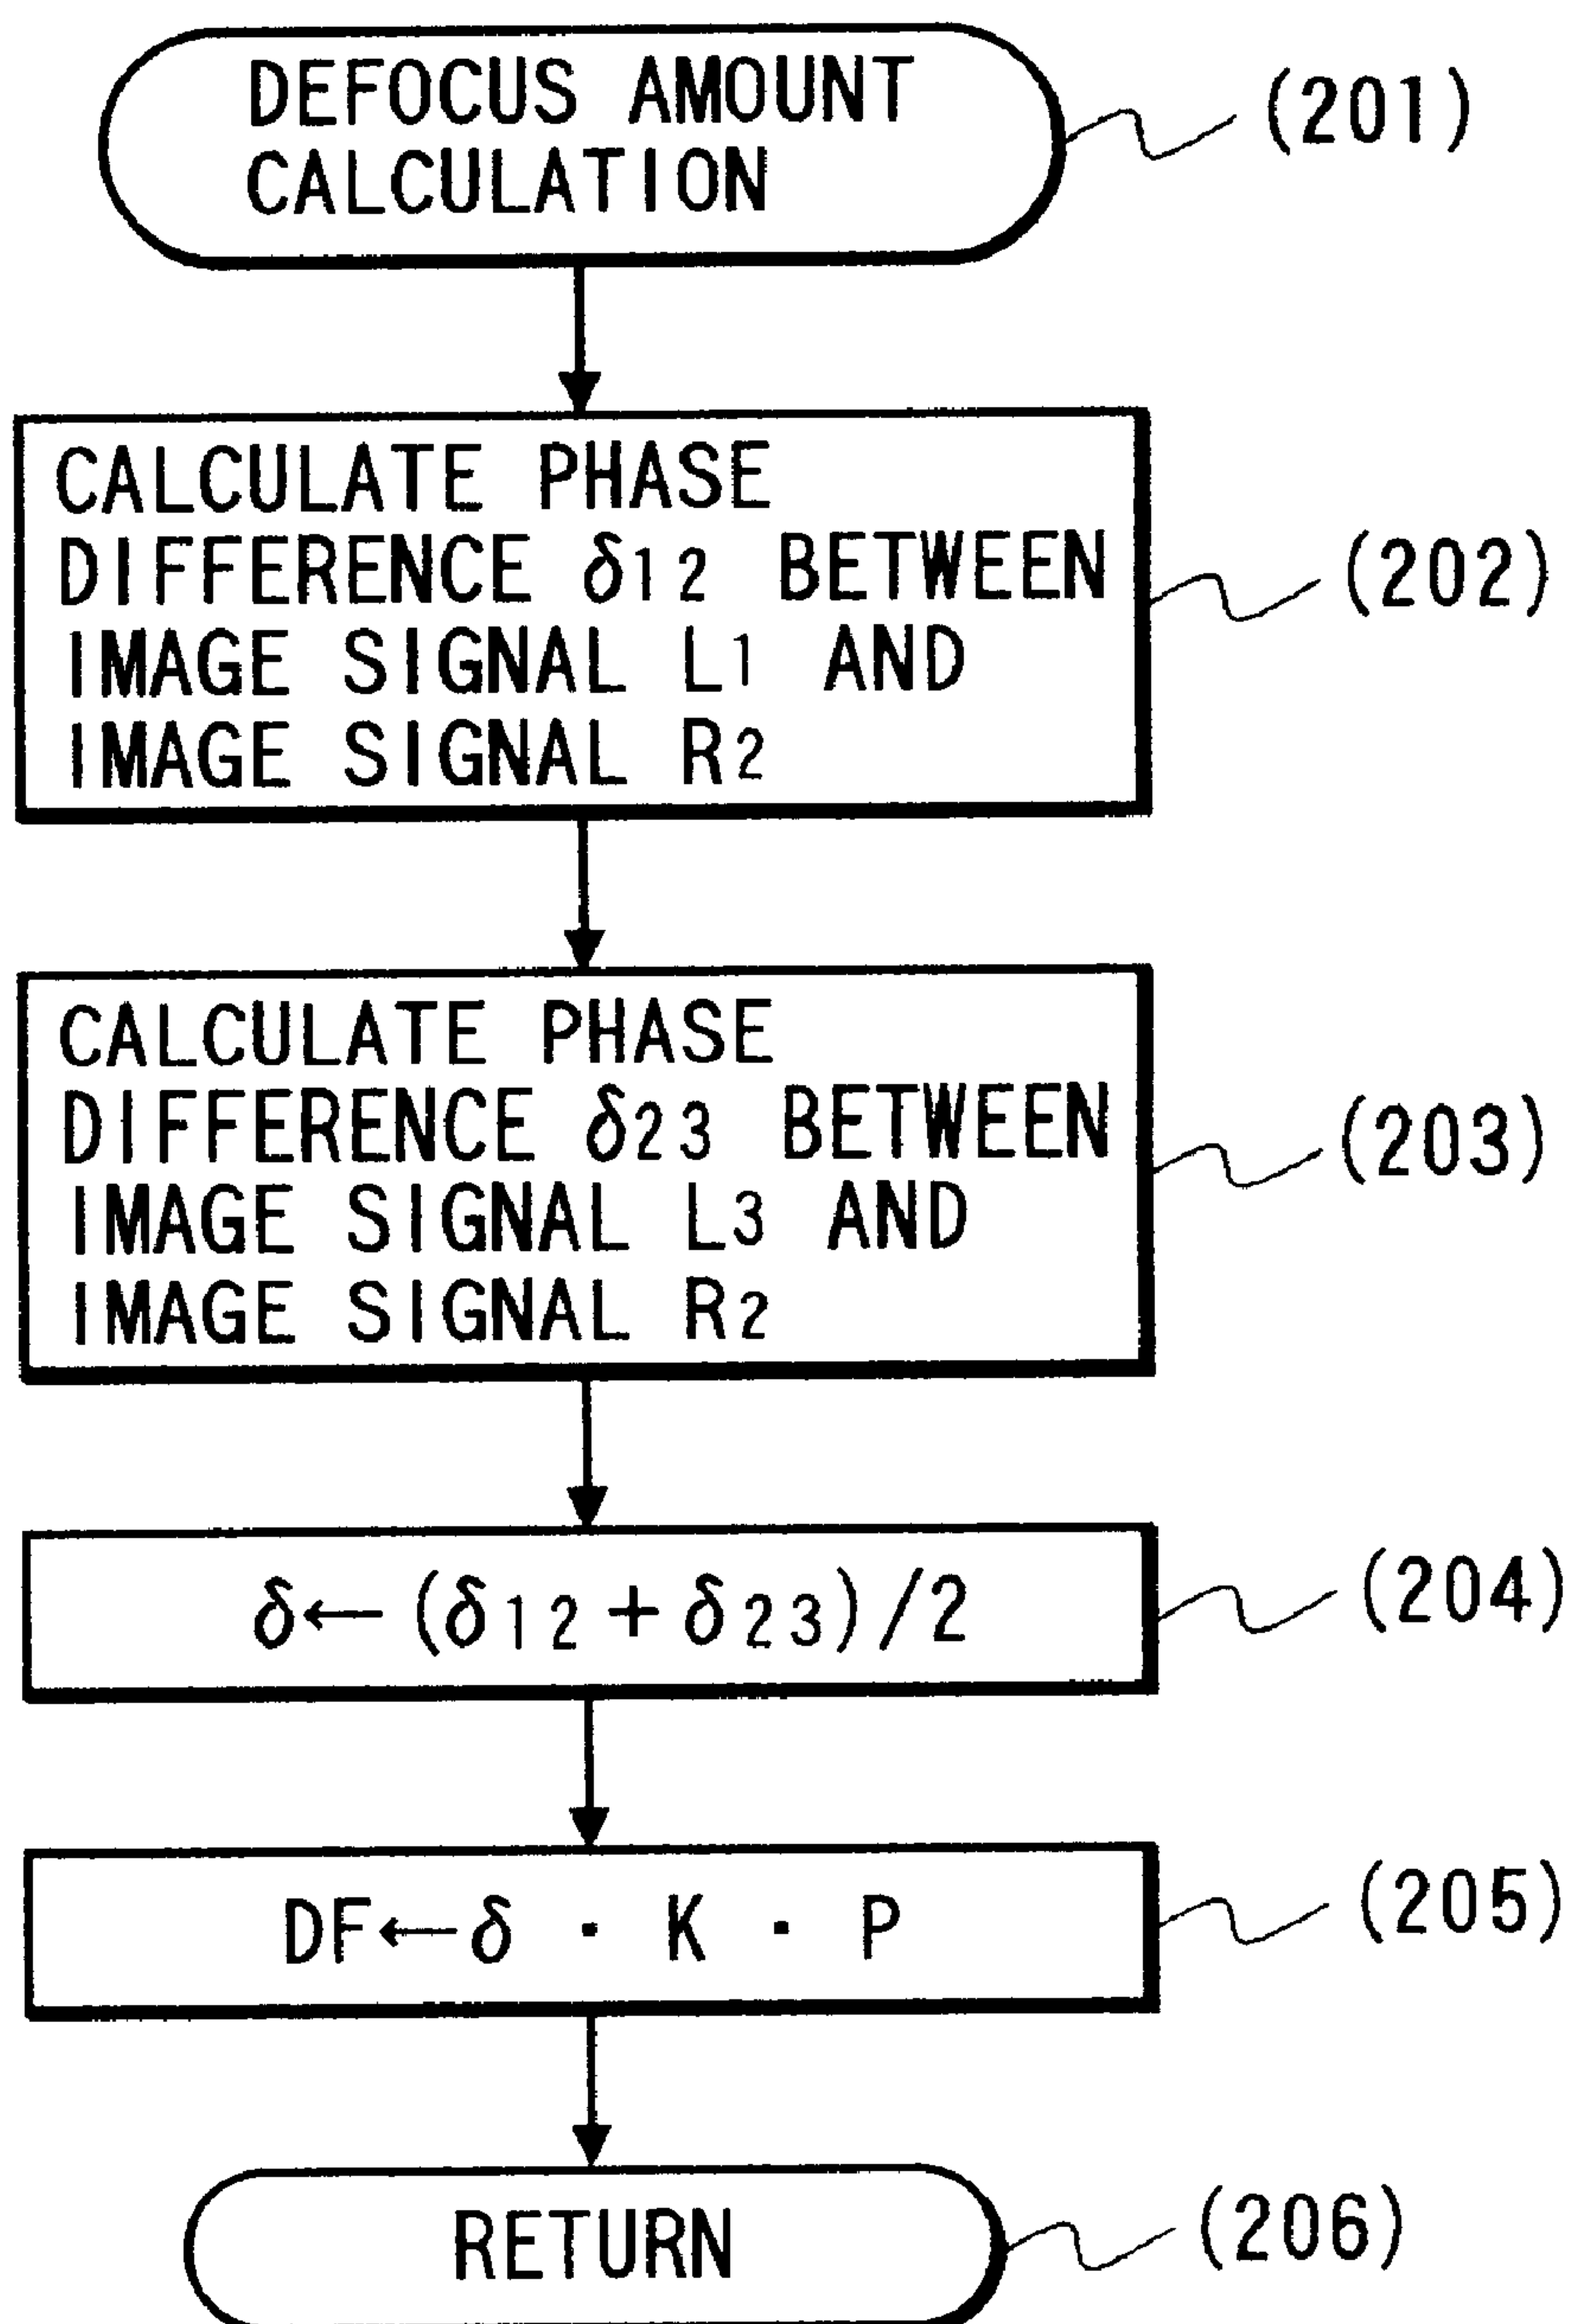 DEFOCUS AMOUNT
CALCULATION
(201)
CALCULATE PHASE
DIFFERENCE δ12 BETWEEN
IMAGE SIGNAL L1 AND
IMAGE SIGNAL R2
(202)
CALCULATE PHASE
DIFFERENCE δ23 BETWEEN
IMAGE SIGNAL L3 AND
IMAGE SIGNAL R2
(203)
δ←(δ12+δ23)/2
(204)
DF←δ · K · P
(205)
RETURN
(206)